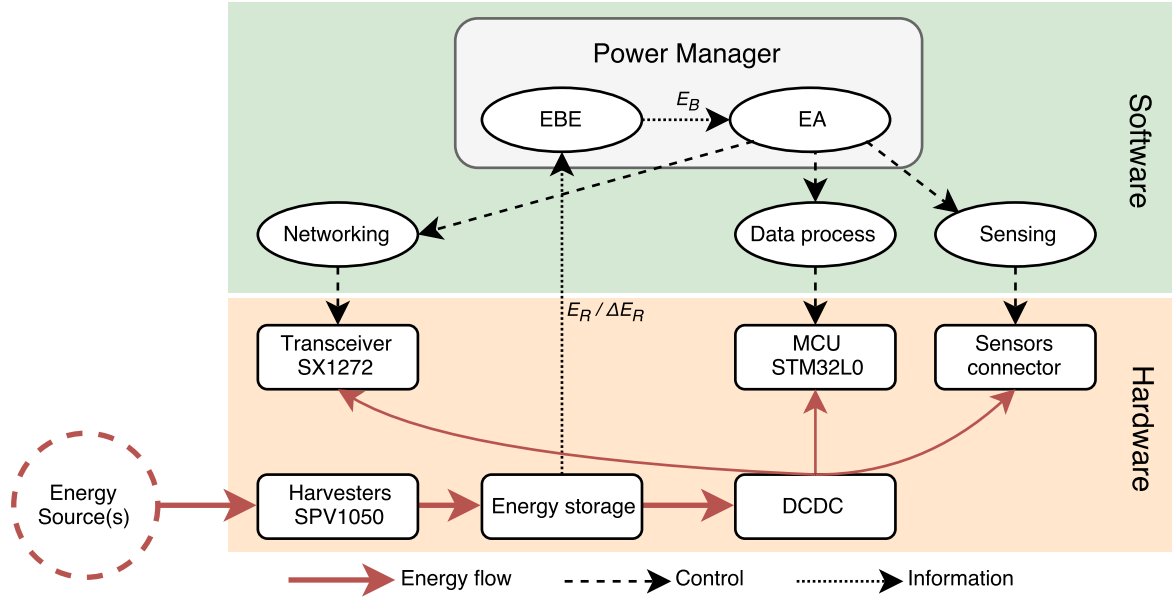 Power Manager
EBE
E_B
EA
Software
Networking
Data process
Sensing
E_R / ΔE_R
Transceiver
SX1272
MCU
STM32L0
Sensors
connector
Hardware
Energy
Source(s)
Harvesters
SPV1050
Energy storage
DCDC
Energy flow
Control
Information